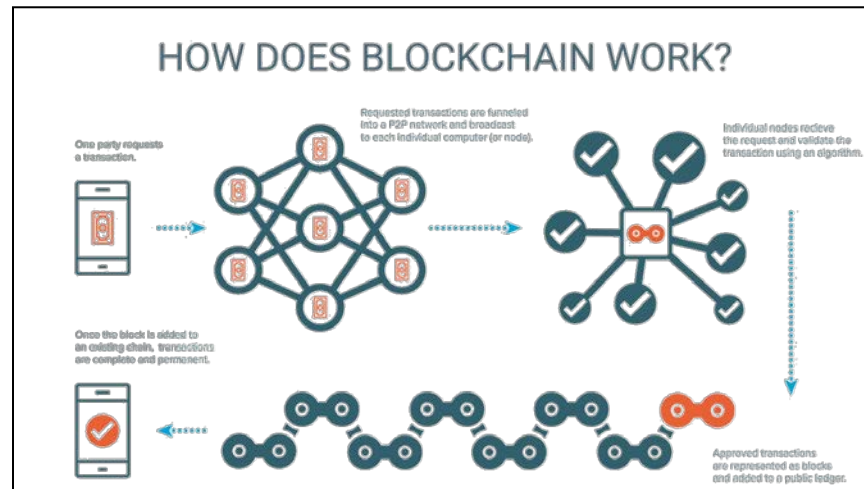 HOW DOES BLOCKCHAIN WORK?
One party requests
a transaction.
Requested transactions are funneled
into a P2P network and broadcast
to each individual computer (or node).
Individual nodes recieve
the request and validate the
transaction using an algorithm.
Approved transactions
are represented as blocks
and added to a public ledger.
Once the block is added to
an existing chain, transactions
are complete and permanent.